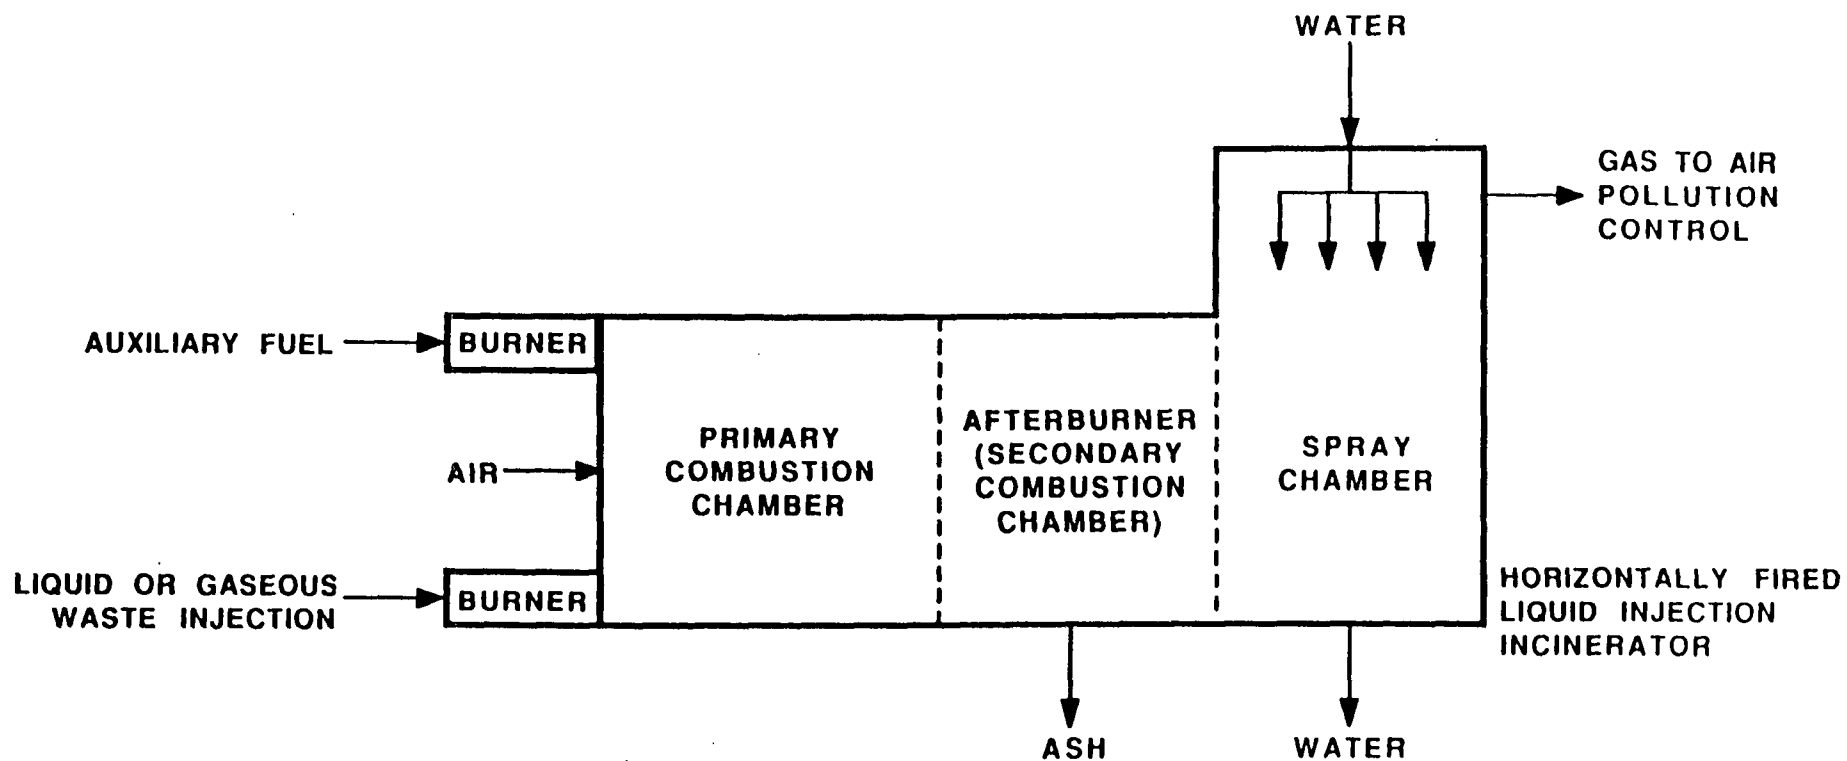 WATER
GAS TO AIR
POLLUTION
CONTROL
AUXILIARY FUEL
BURNER
PRIMARY
COMBUSTION
CHAMBER
AFTERBURNER
(SECONDARY
COMBUSTION
CHAMBER)
SPRAY
CHAMBER
AIR
LIQUID OR GASEOUS
WASTE INJECTION
BURNER
HORIZONTALLY FIRED
LIQUID INJECTION
INCINERATOR
ASH
WATER